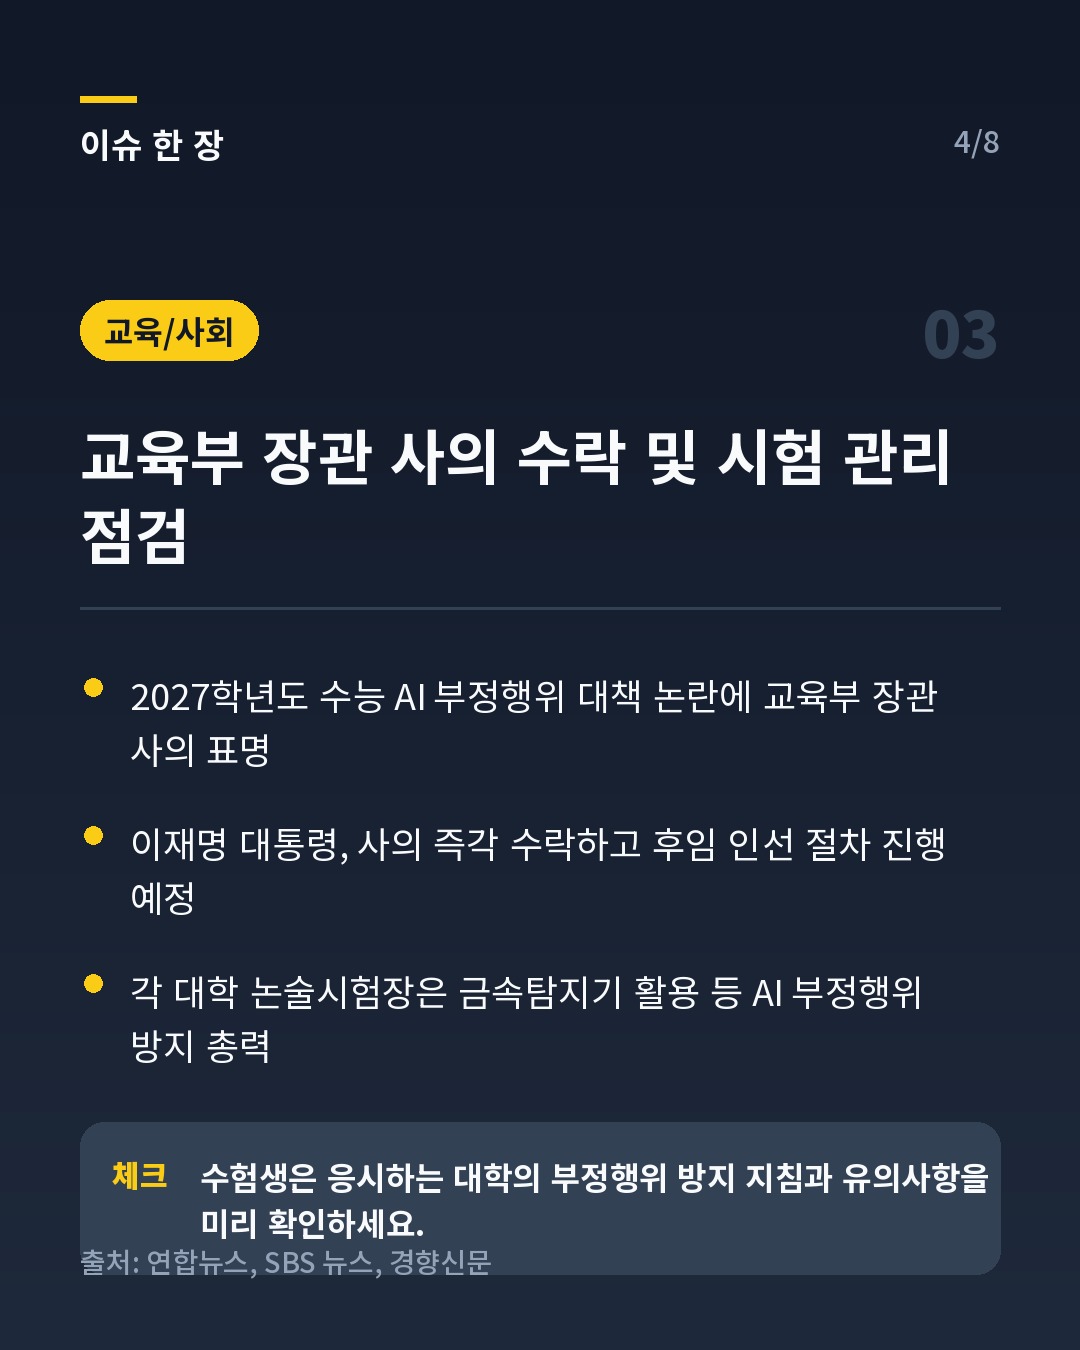 이슈 한 장
4/8
교육/사회
03
교육부 장관 사의 수락 및 시험 관리
점검
2027학년도 수능 AI 부정행위 대책 논란에 교육부 장관
사의 표명
이재명 대통령, 사의 즉각 수락하고 후임 인선 절차 진행
예정
각 대학 논술시험장은 금속탐지기 활용 등 AI 부정행위
방지 총력
체크 수험생은 응시하는 대학의 부정행위 방지 지침과 유의사항을
미리 확인하세요.
출처: 연합뉴스, SBS 뉴스, 경향신문